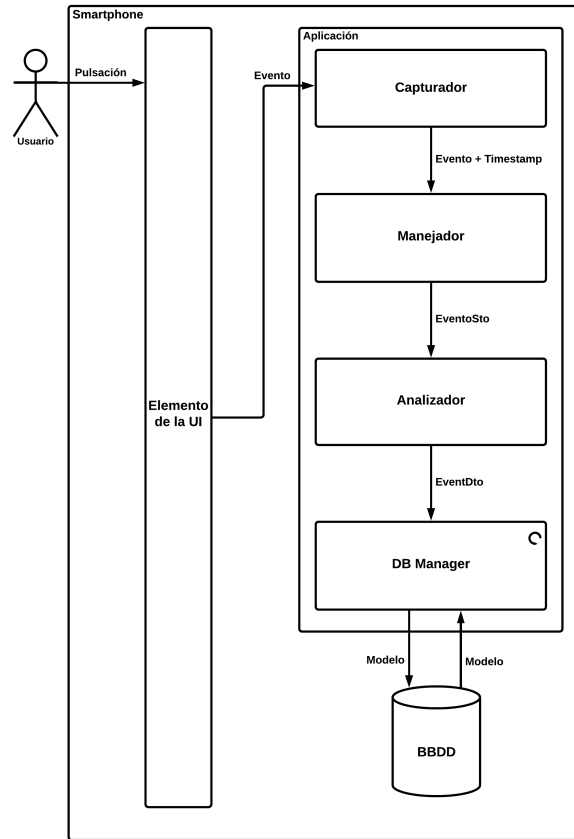 Smartphone
Aplicación
Pulsación
Usuario
Evento
Capturador
Evento + Timestamp
Manejador
EventoSto
Elemento
de la UI
Analizador
EventDto
DB Manager
Modelo
Modelo
BBDD